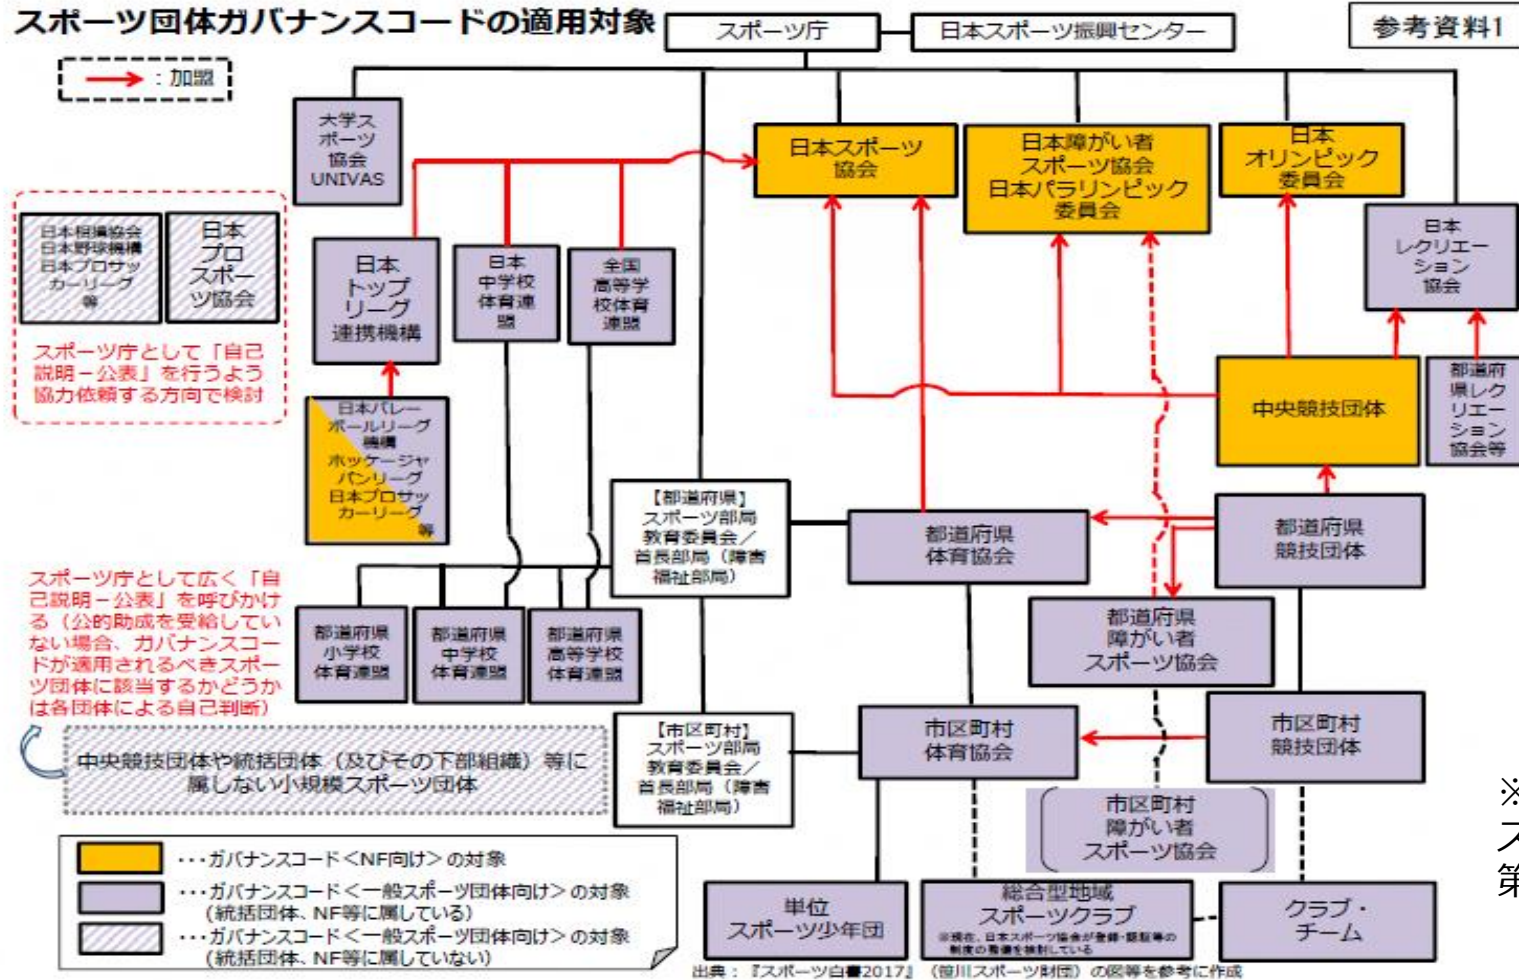 スポーツ団体ガバナンスコードの適用対象
スポーツ庁
日本スポーツ振興センター
参考資料1
：加盟
大学ス
ポーツ
協会
UNIVAS
日本スポーツ
協会
日本障がい者
スポーツ協会
日本パラリンピック
委員会
日本
オリンピック
委員会
日本
レクリエー
ション
協会
日本相撲協会
日本野球機構
日本プロサッ
カーリーグ
等
日本
プロ
スポー
ツ協会
スポーツ庁として「自己
説明－公表」を行うよう
協力依頼する方向で検討
日本
トップ
リーグ
連携機構
日本
中学校
体育連
盟
全国
高等学
校体育
連盟
日本バレー
ボールリーグ
機構
ホッケージャ
パンリーグ
日本プロサッ
カーリーグ
等
中央競技団体
都道府
県レク
リエー
ション
協会等
【都道府県】
スポーツ部局
教育委員会／
首長部局（障害
福祉部局）
都道府県
体育協会
都道府県
競技団体
スポーツ庁として広く「自
己説明－公表」を呼びかけ
る（公的助成を受給してい
ない場合、ガバナンスコー
ドが適用されるべきスポー
ツ団体に該当するかどうか
は各団体による自己判断）
都道府県
小学校
体育連盟
都道府県
中学校
体育連盟
都道府県
高等学校
体育連盟
都道府県
障がい者
スポーツ協会
中央競技団体や統括団体（及びその下部組織）等に
属しない小規模スポーツ団体
【市区町村】
スポーツ部局
教育委員会／
首長部局（障害
福祉部局）
市区町村
体育協会
市区町村
競技団体
市区町村
障がい者
スポーツ協会
※
ス
第
・・・ガバナンスコード＜NF向け＞の対象
・・・ガバナンスコード＜一般スポーツ団体向け＞の対象
（統括団体、NF等に属している）
・・・ガバナンスコード＜一般スポーツ団体向け＞の対象
（統括団体、NF等に属していない）
単位
スポーツ少年団
総合型地域
スポーツクラブ
※現在、日本スポーツ協会が登録・認証等の
制度の整備を検討している
クラブ・
チーム
出典：『スポーツ白書2017』（笹川スポーツ財団）の図等を参考に作成